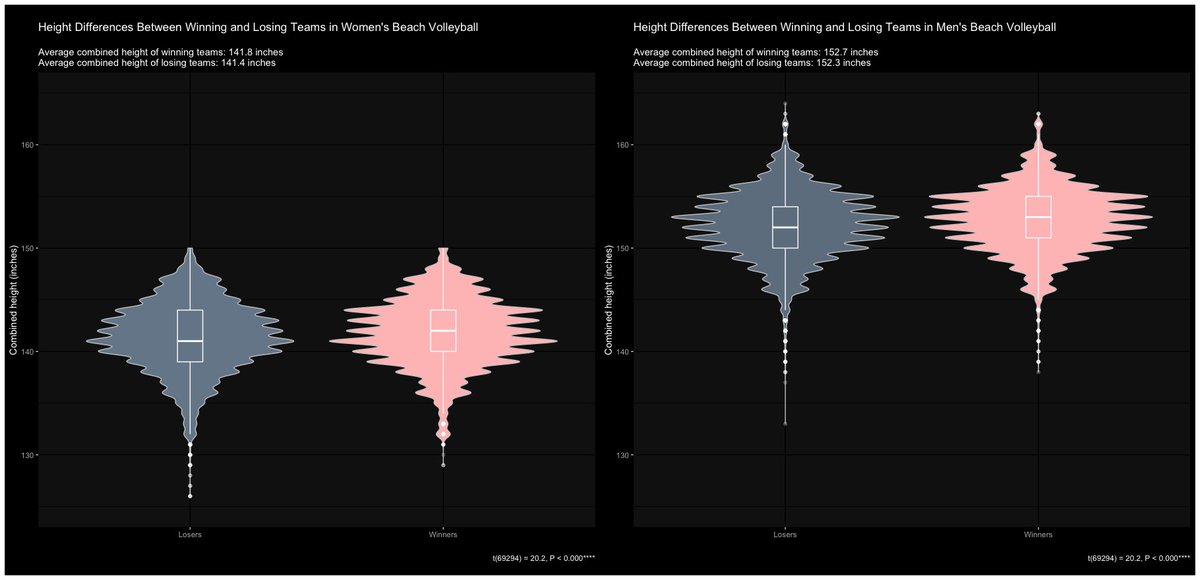 Height Differences Between Winning and Losing Teams in Women's Beach Volleyball
Average combined height of winning teams: 141.8 inches
Average combined height of losing teams: 141.4 inches
Combined height (inches)
160
150
140
130
Losers
Winners
t(69294) = 20.2, P < 0.000****
Height Differences Between Winning and Losing Teams in Men's Beach Volleyball
Average combined height of winning teams: 152.7 inches
Average combined height of losing teams: 152.3 inches
Combined height (inches)
160
150
140
130
Losers
Winners
t(69294) = 20.2, P < 0.000****